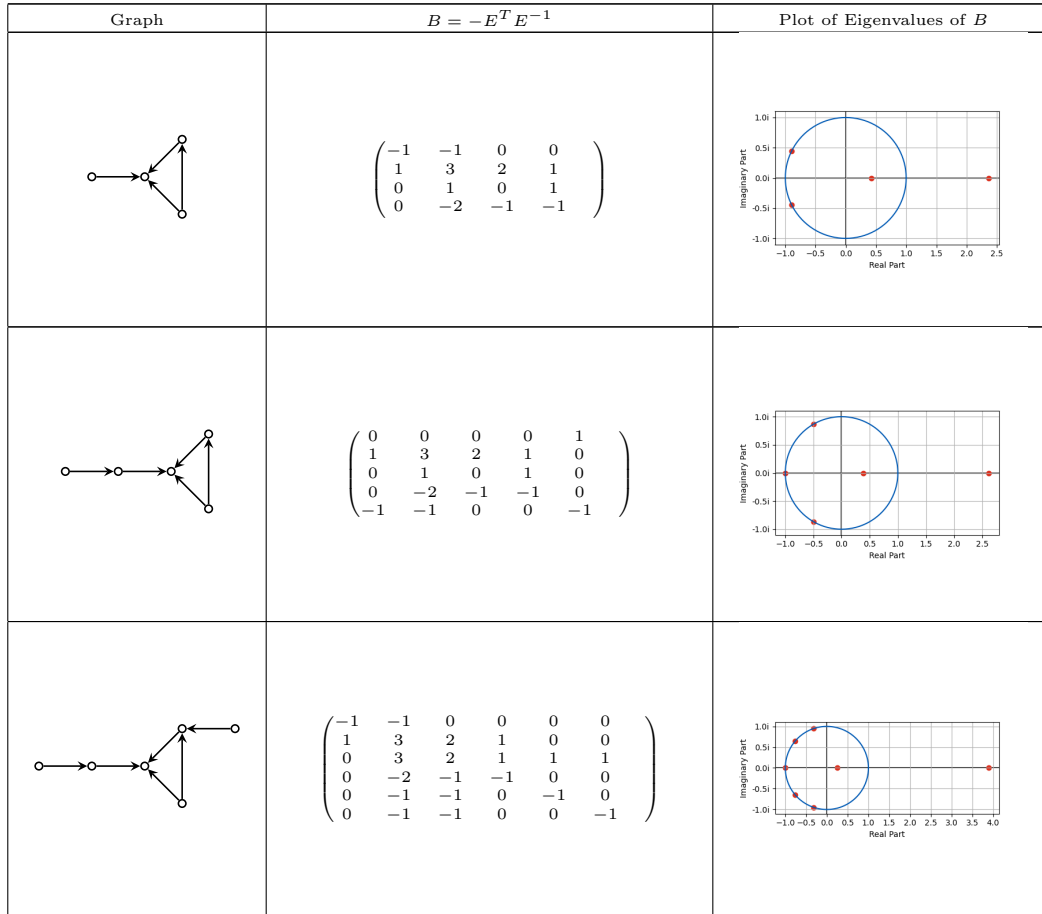 Graph B = −E^T E^{−1} Plot of Eigenvalues of B
−1 −1 0 0
1 3 2 1
0 1 0 1
0 −2 −1 −1
1.0i
0.5i
0.0i
-0.5i
-1.0i
Imaginary Part
−1.0 −0.5 0.0 0.5 1.0 1.5 2.0 2.5
Real Part
0 0 0 0 1
1 3 2 1 0
0 1 0 1 0
0 −2 −1 −1 0
−1 −1 0 0 −1
1.0i
0.5i
0.0i
-0.5i
-1.0i
Imaginary Part
−1.0 −0.5 0.0 0.5 1.0 1.5 2.0 2.5
Real Part
−1 −1 0 0 0 0
1 3 2 1 0 0
0 3 2 1 1 1
0 −2 −1 −1 0 0
0 −1 −1 0 −1 0
0 −1 −1 0 0 −1
1.0i
0.5i
0.0i
-0.5i
-1.0i
Imaginary Part
−1.0 −0.5 0.0 0.5 1.0 1.5 2.0 2.5 3.0 3.5 4.0
Real Part